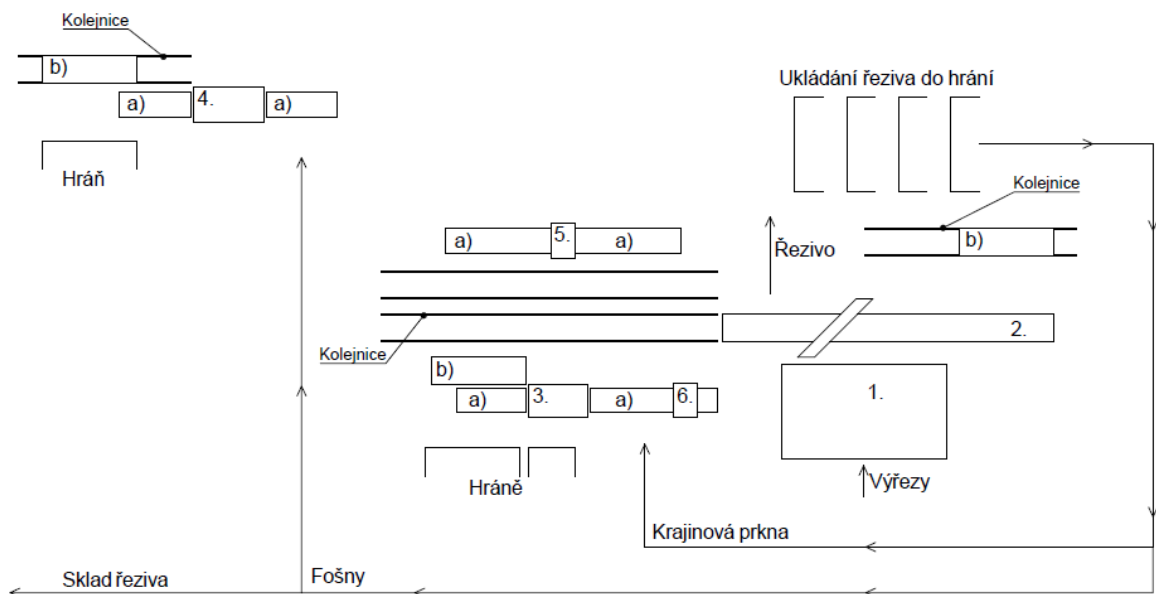 Kolejnice
b)
a)
4.
a)
Hráň
Ukládání řeziva do hrání
Kolejnice
b)
Řezivo
a)
5.
a)
Kolejnice
2.
b)
a)
3.
a)
6.
1.
Hráně
Výřezy
Krajinová prkna
Sklad řeziva
Fošny